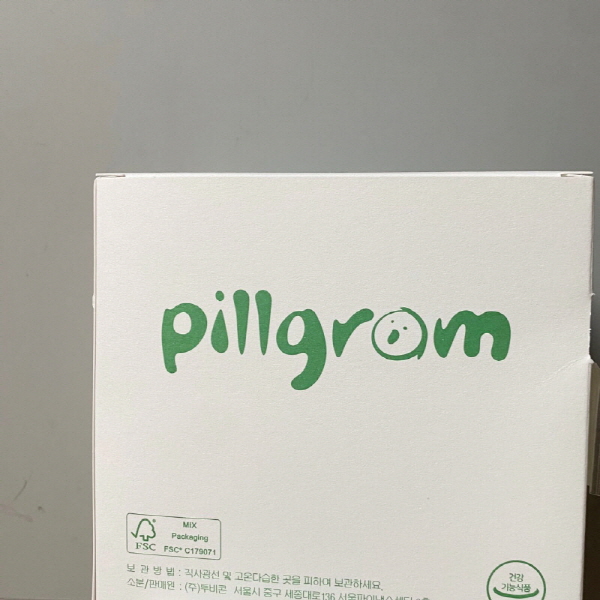 pillgram
MIX
Packaging
FSC® C179071
FSC
보 관 방 법 : 직사광선 및 고온다습한 곳을 피하여 보관하세요.
소분/판매원 : (주)투비콘 서울시 중구 세종대로136
건강
기능식품